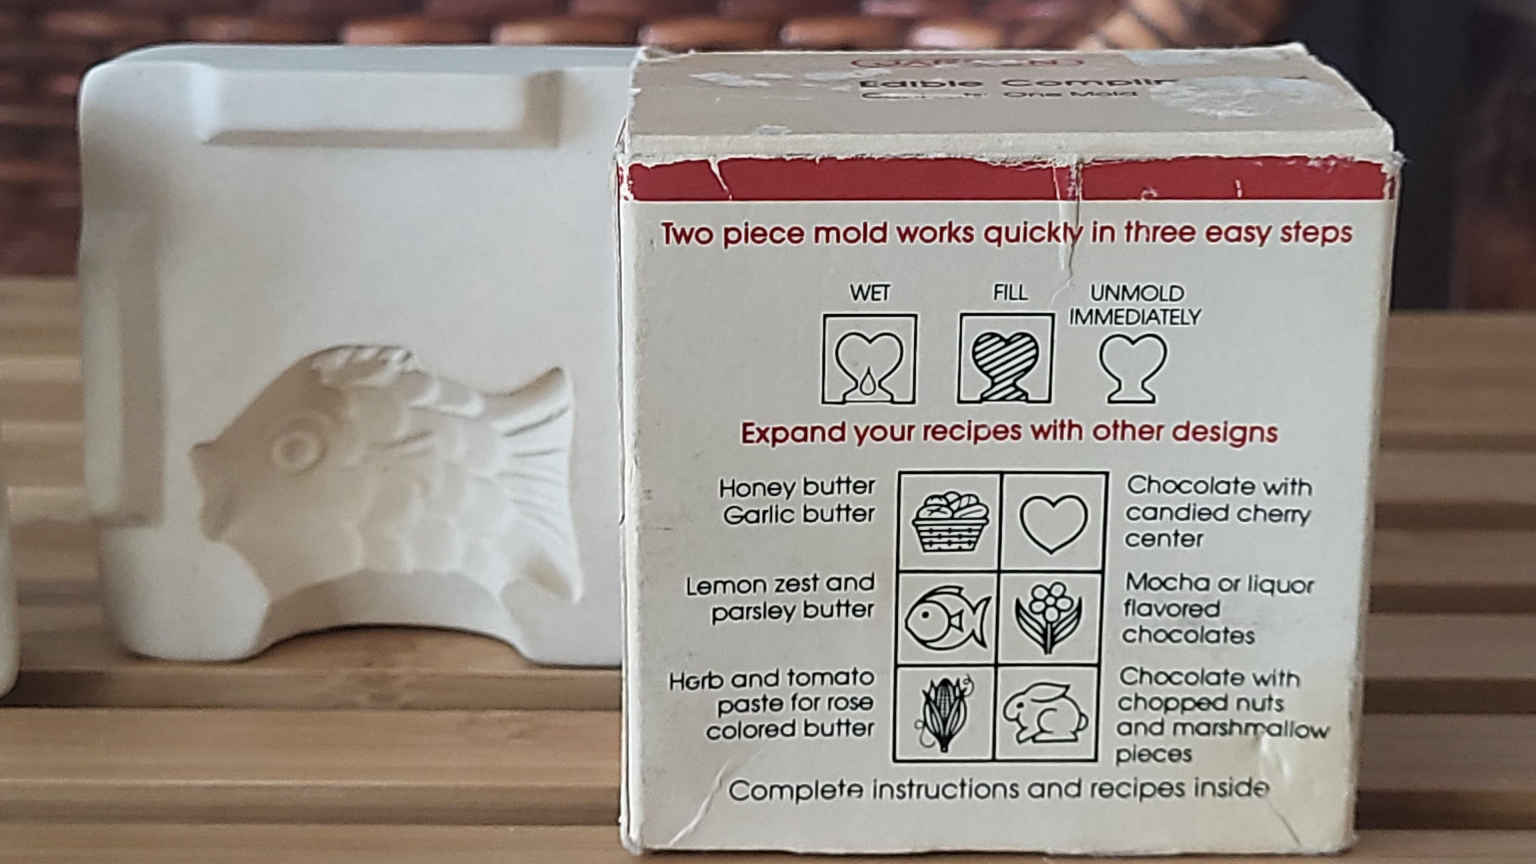 Edible Complim
One Mold
Two piece mold works quickly in three easy steps
WET
FILL
UNMOLD
IMMEDIATELY
Expand your recipes with other designs
Honey butter
Garlic butter
Chocolate with
candied cherry
center
Lemon zest and
parsley butter
Mocha or liquor
flavored
chocolates
Herb and tomato
paste for rose
colored butter
Chocolate with
chopped nuts
and marshmallow
pieces
Complete instructions and recipes inside